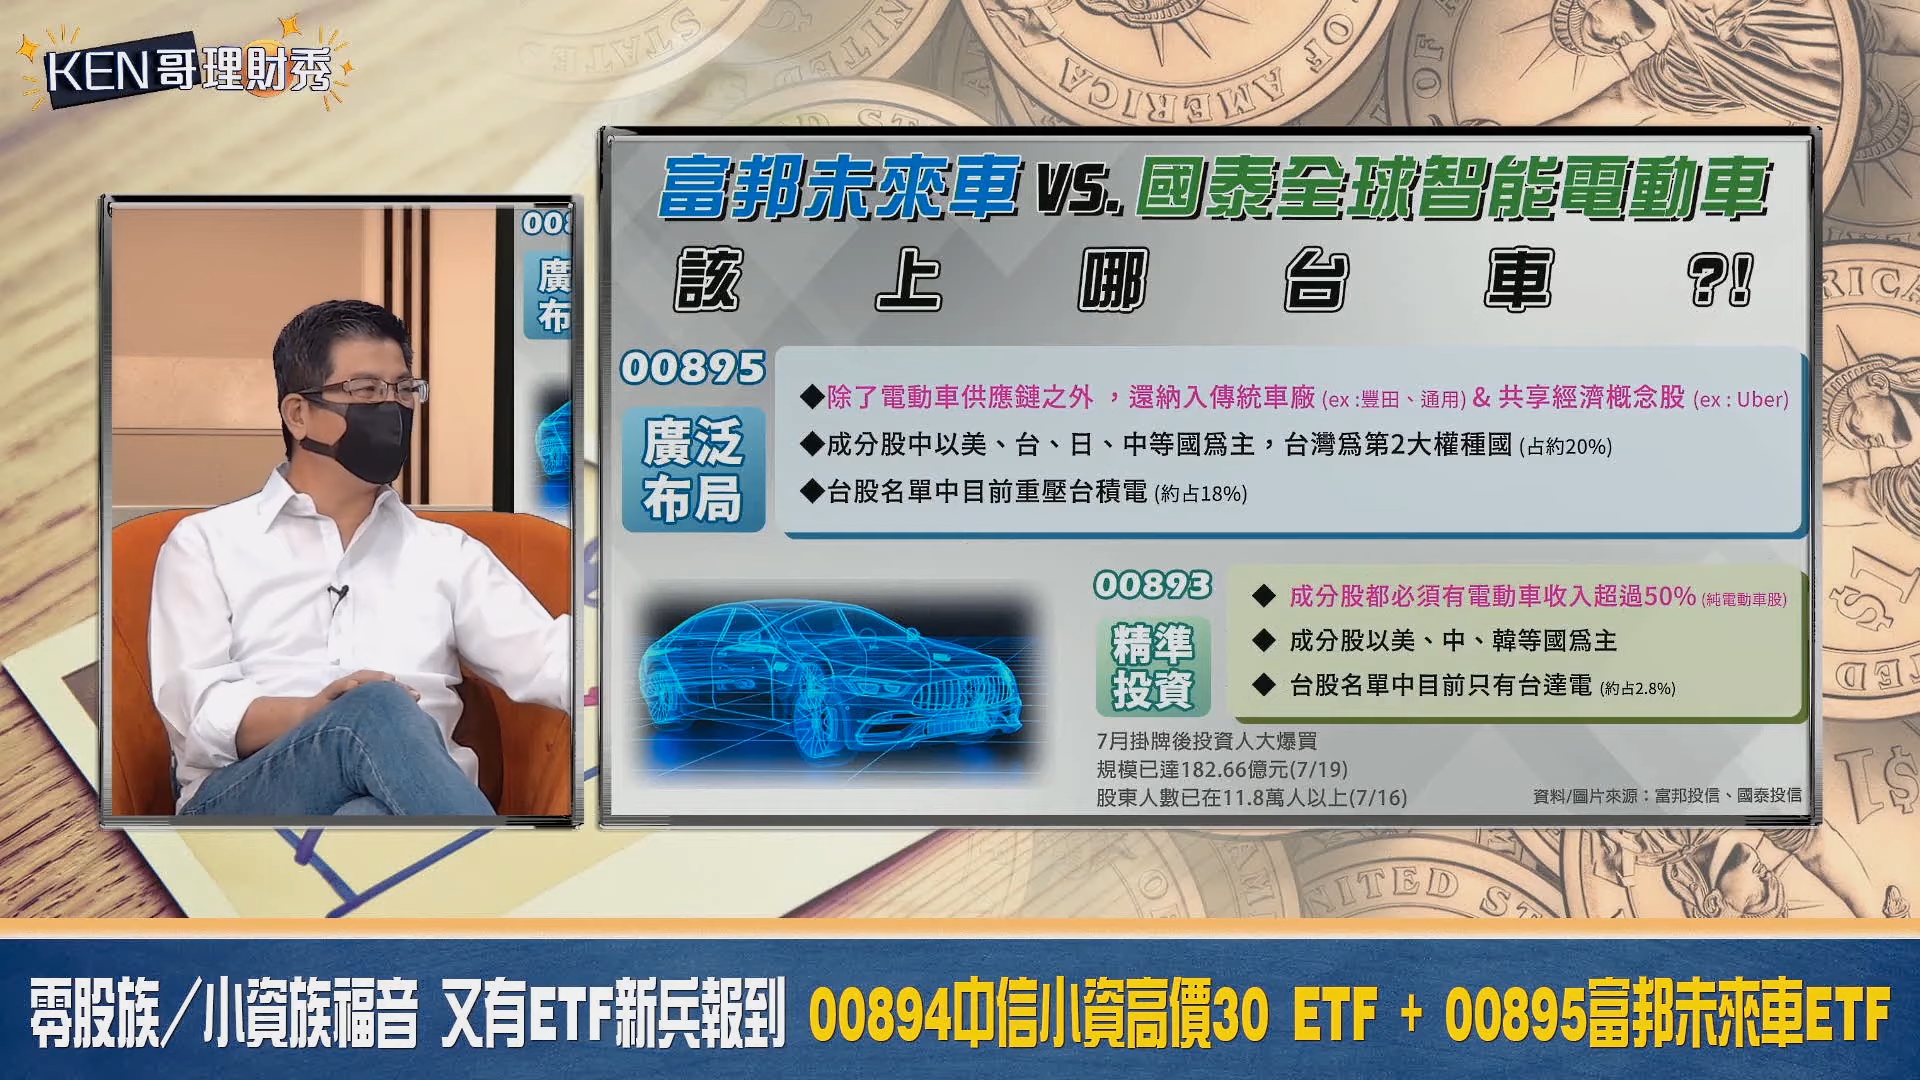 KEN哥理財秀
富邦未來車 VS. 國泰全球智能電動車
該上哪台車?!
00895
廣泛
布局
◆除了電動車供應鏈之外,還納入傳統車廠 (ex :豐田、通用) & 共享經濟概念股 (ex : Uber)
◆成分股中以美、台、日、中等國為主,台灣為第2大權種國 (占約20%)
◆台股名單中目前重壓台積電 (約占18%)
00893
精準
投資
◆ 成分股都必須有電動車收入超過50% (純電動車股)
◆ 成分股以美、中、韓等國為主
◆ 台股名單中目前只有台達電 (約占2.8%)
7月掛牌後投資人大爆買
規模已達182.66億元(7/19)
股東人數已在11.8萬人以上(7/16)
資料/圖片來源：富邦投信、國泰投信
008
廣
布
OF AMERICA
UNITED ST
零股族／小資族福音 又有ETF新兵報到 00894中信小資高價30 ETF + 00895富邦未來車ETF